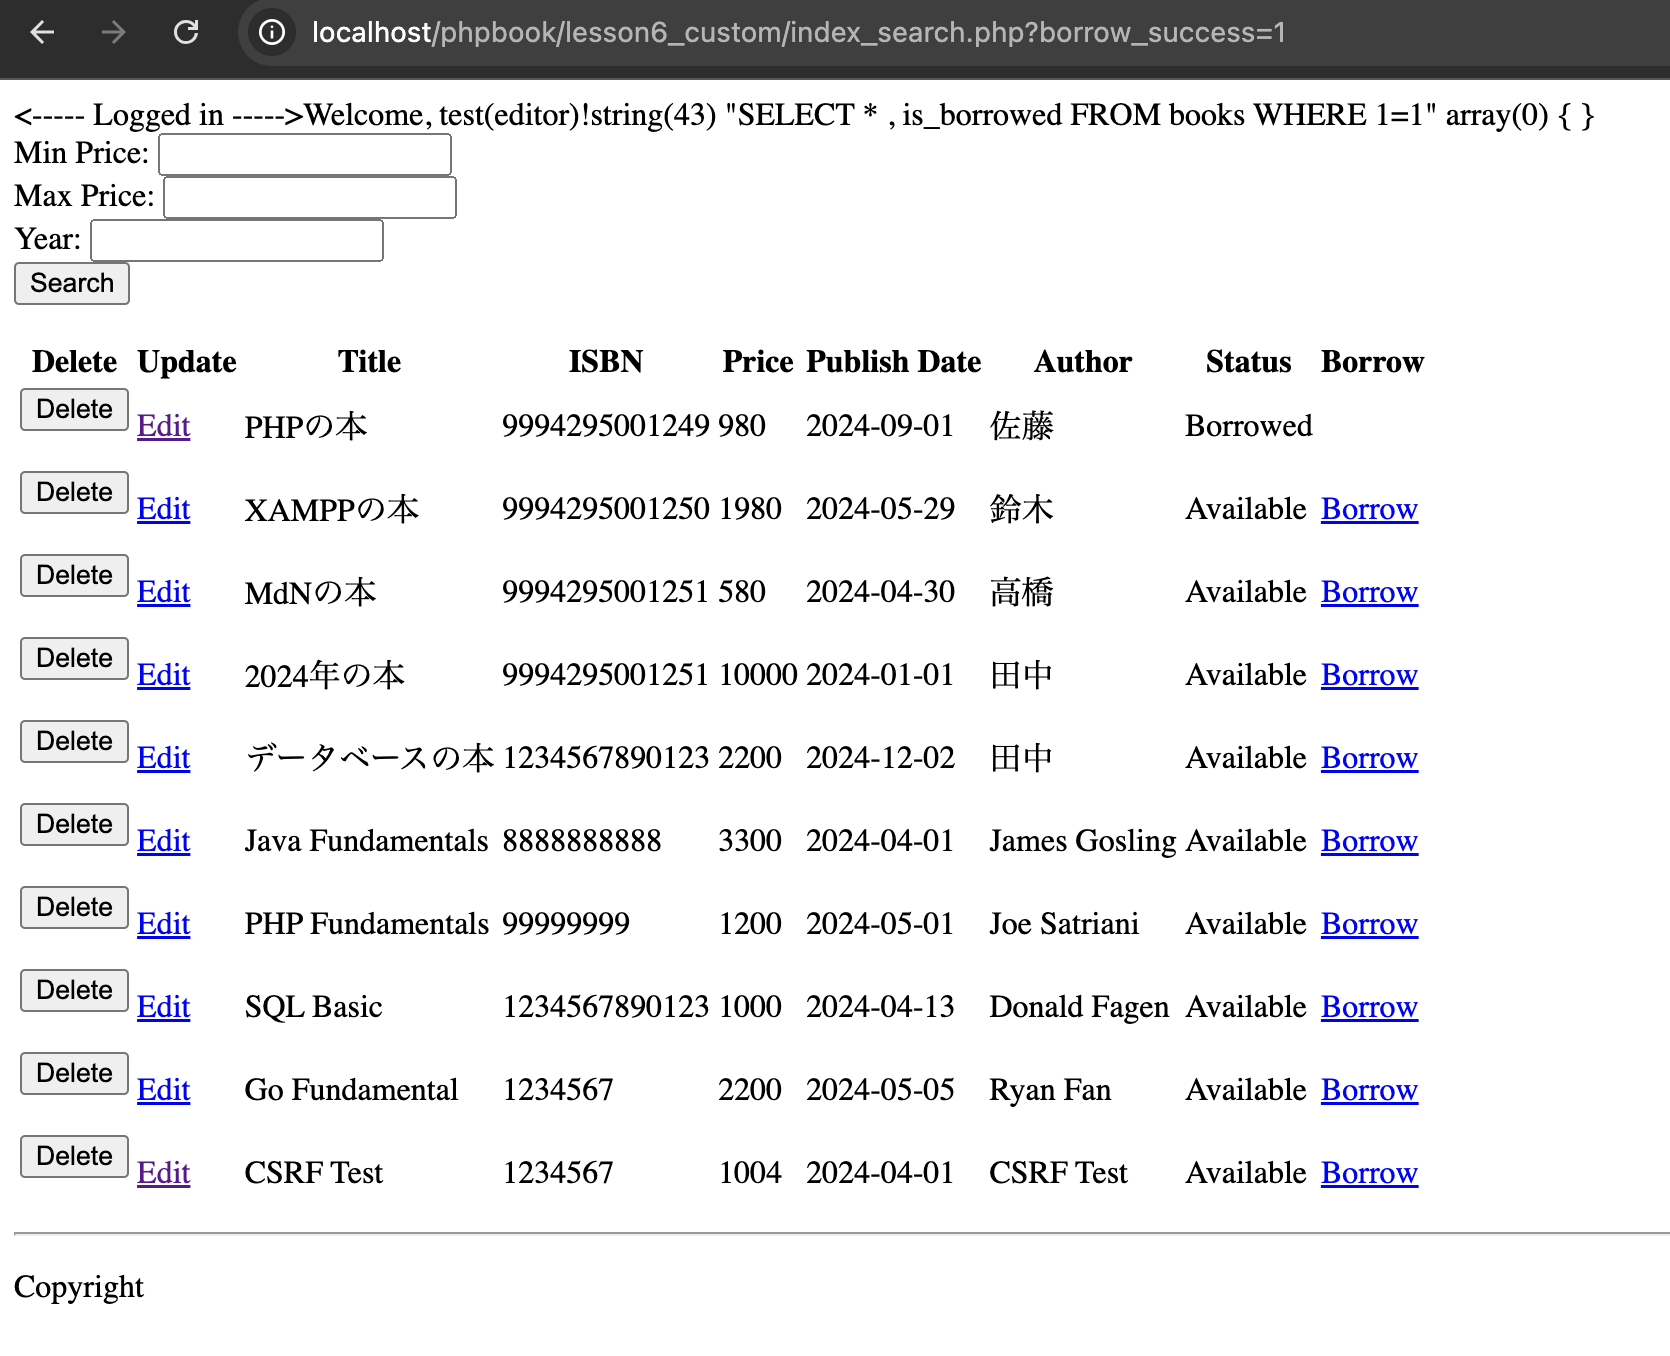 localhost/phpbook/lesson6_custom/index_search.php?borrow_success=1
<----- Logged in ----->Welcome, test(editor)!string(43) "SELECT * , is_borrowed FROM books WHERE 1=1" array(0) { }
Min Price:
Max Price:
Year:
Search
Delete Update Title ISBN Price Publish Date Author Status Borrow
Delete Edit PHPの本 9994295001249 980 2024-09-01 佐藤 Borrowed
Delete Edit XAMPPの本 9994295001250 1980 2024-05-29 鈴木 Available Borrow
Delete Edit MdNの本 9994295001251 580 2024-04-30 高橋 Available Borrow
Delete Edit 2024年の本 9994295001251 10000 2024-01-01 田中 Available Borrow
Delete Edit データベースの本 1234567890123 2200 2024-12-02 田中 Available Borrow
Delete Edit Java Fundamentals 8888888888 3300 2024-04-01 James Gosling Available Borrow
Delete Edit PHP Fundamentals 99999999 1200 2024-05-01 Joe Satriani Available Borrow
Delete Edit SQL Basic 1234567890123 1000 2024-04-13 Donald Fagen Available Borrow
Delete Edit Go Fundamental 1234567 2200 2024-05-05 Ryan Fan Available Borrow
Delete Edit CSRF Test 1234567 1004 2024-04-01 CSRF Test Available Borrow
Copyright